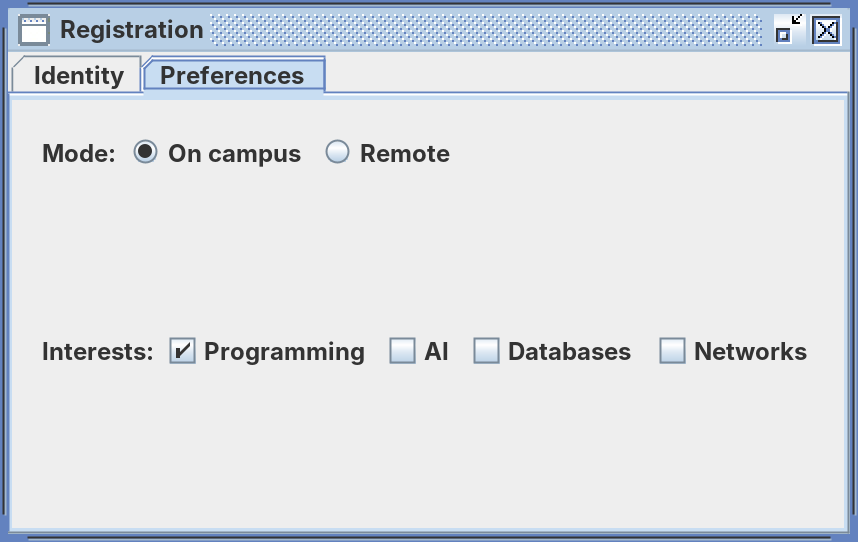 Registration
Identity Preferences
Mode: On campus Remote
Interests: Programming AI Databases Networks